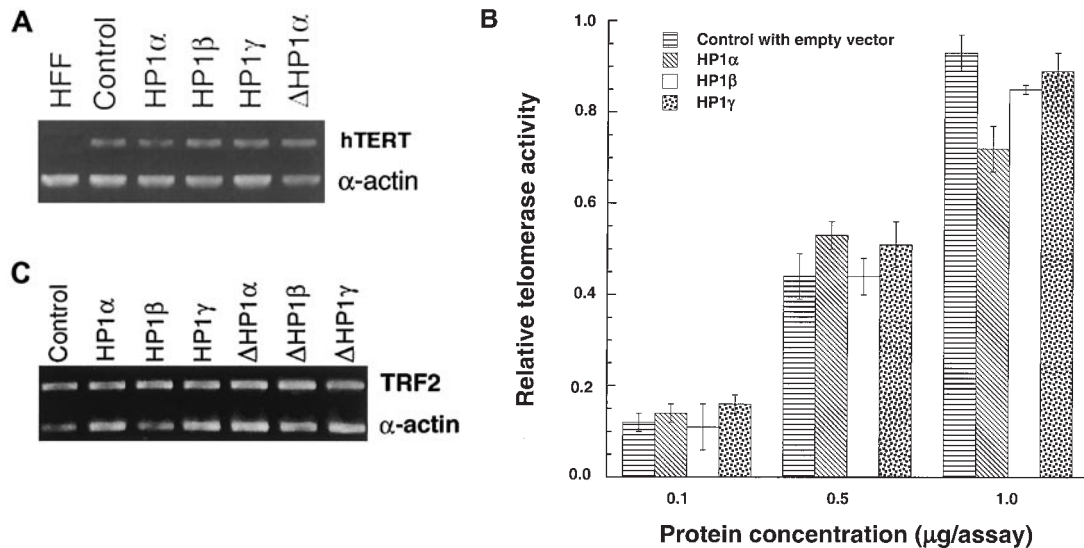 A
HFF
Control
HP1α
HP1β
HP1γ
ΔHP1α
hTERT
α-actin
C
Control
HP1α
HP1β
HP1γ
ΔHP1α
ΔHP1β
ΔHP1γ
TRF2
α-actin
B
Relative telomerase activity
1.0
0.8
0.6
0.4
0.2
0.0
Control with empty vector
HP1α
HP1β
HP1γ
0.1
0.5
1.0
Protein concentration (μg/assay)